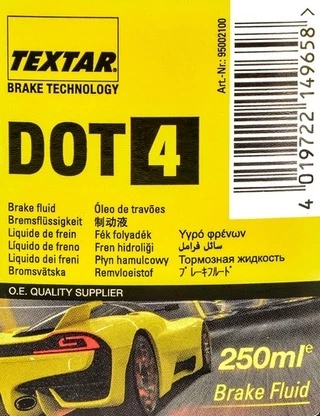 TEXTAR®
BRAKE TECHNOLOGY
Art.-Nr.: 95002100
4 019722 149658 >
DOT 4
Brake fluid
Bremsflüssigkeit
Liquide de frein
Líquido de freno
Liquido dei freni
Bromsvätska
Óleo de travões
制动液
Fék folyadék
Fren hidroliği
Płyn hamulcowy
Remvloeistof
Υγρό φρένων
سائل فرامل
Тормозная жидкость
ブレーキフルード
O.E. QUALITY SUPPLIER
250ml e
Brake Fluid